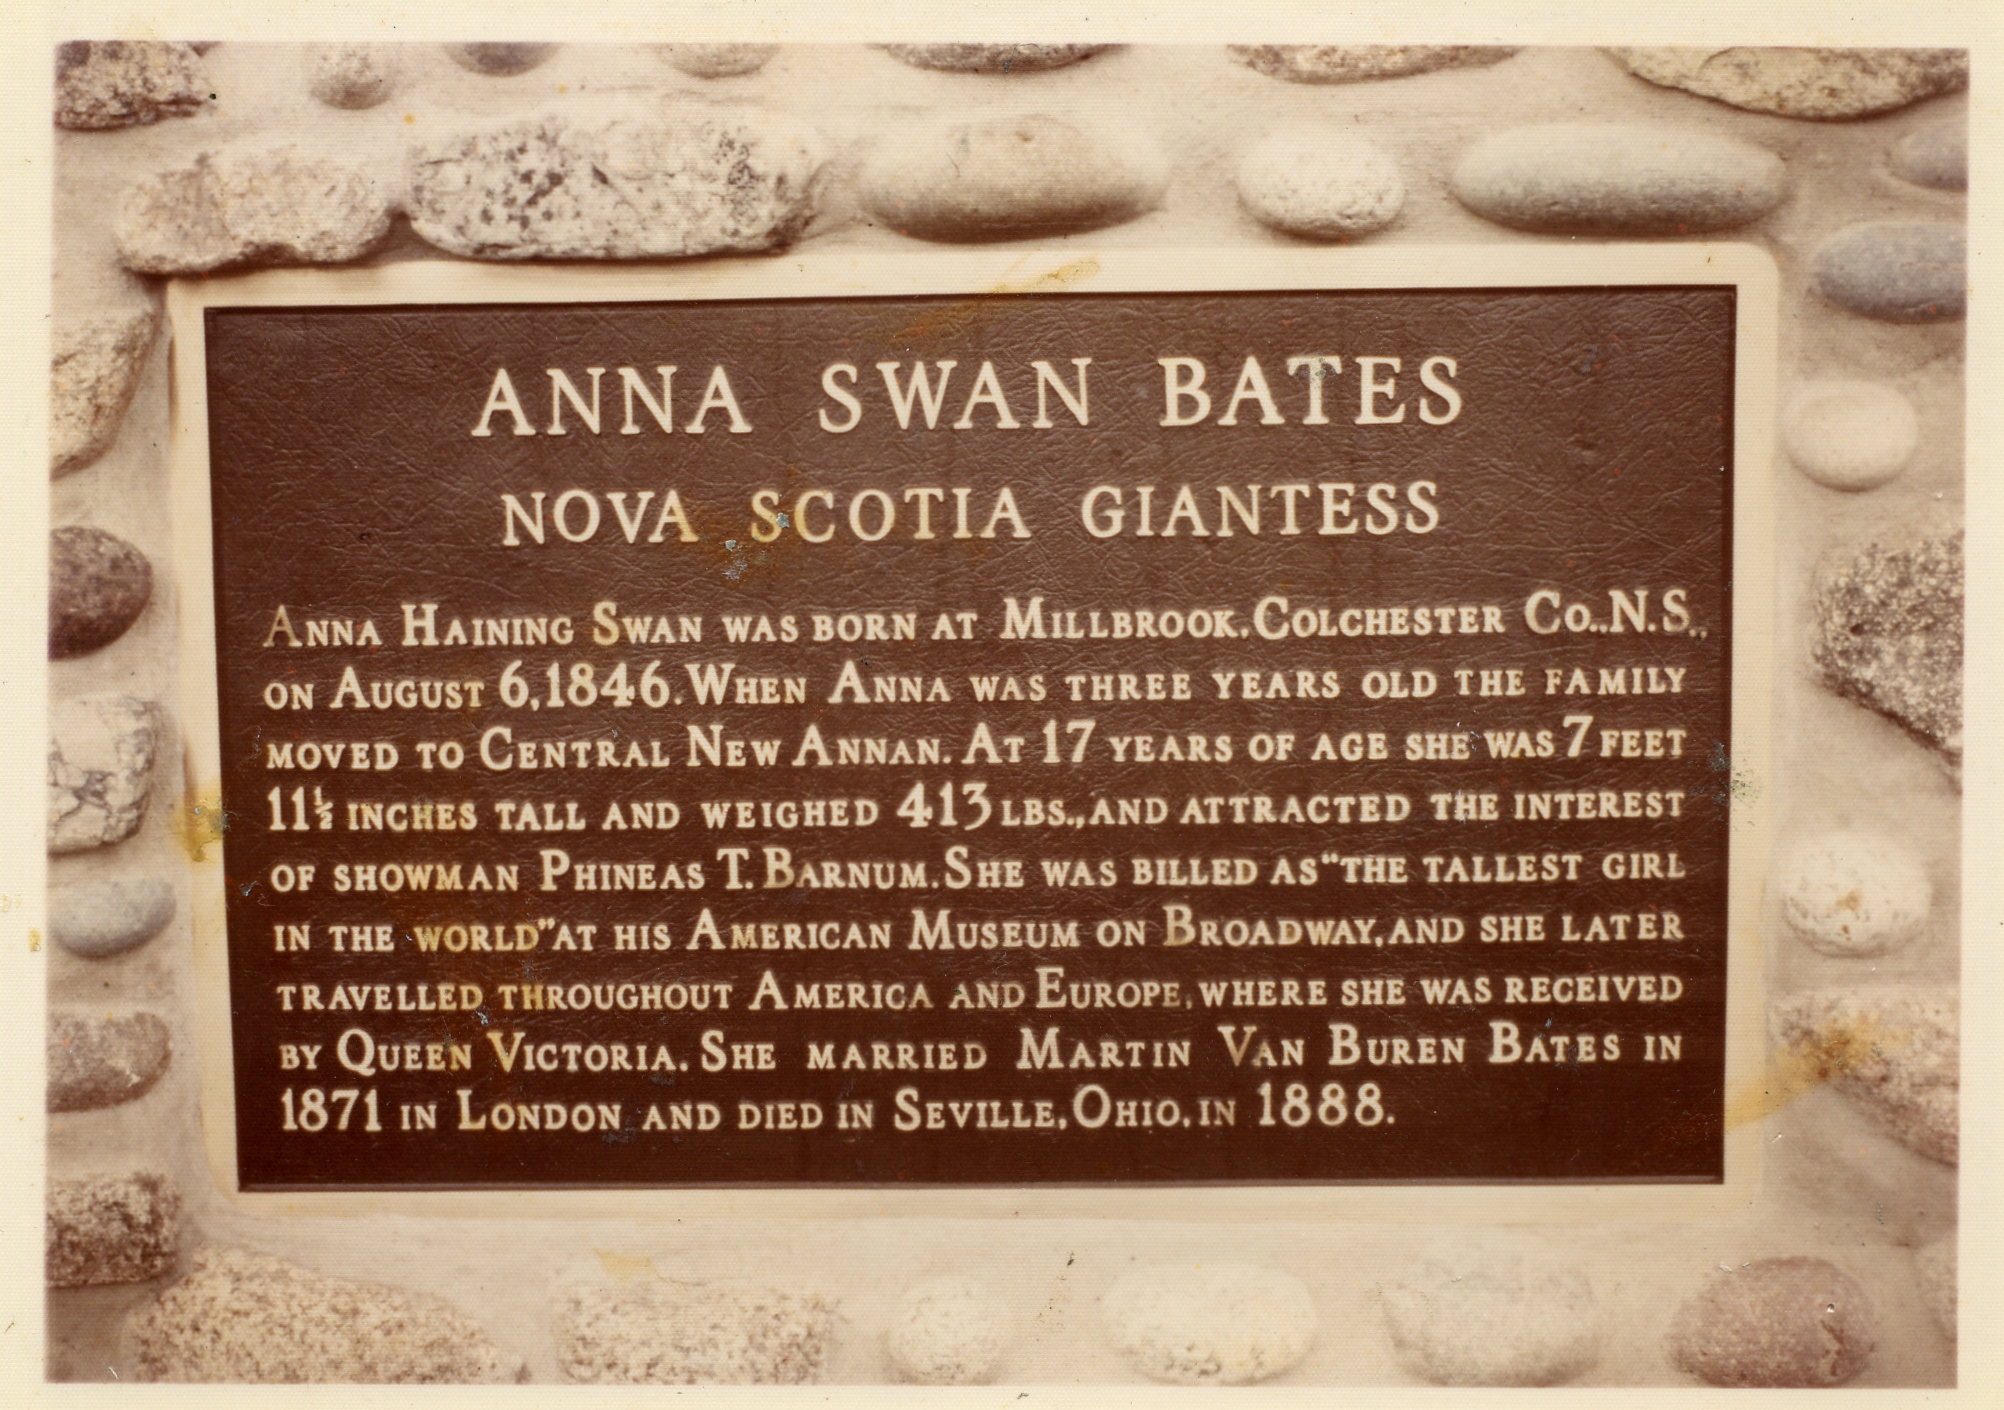 ANNA SWAN BATES
NOVA SCOTIA GIANTESS
ANNA HAINING SWAN WAS BORN AT MILLBROOK, COLCHESTER CO., N.S.,
ON AUGUST 6, 1846. WHEN ANNA WAS THREE YEARS OLD THE FAMILY
MOVED TO CENTRAL NEW ANNAN. AT 17 YEARS OF AGE SHE WAS 7 FEET
11½ INCHES TALL AND WEIGHED 413 LBS., AND ATTRACTED THE INTEREST
OF SHOWMAN PHINEAS T. BARNUM. SHE WAS BILLED AS "THE TALLEST GIRL
IN THE WORLD" AT HIS AMERICAN MUSEUM ON BROADWAY, AND SHE LATER
TRAVELLED THROUGHOUT AMERICA AND EUROPE, WHERE SHE WAS RECEIVED
BY QUEEN VICTORIA. SHE MARRIED MARTIN VAN BUREN BATES IN
1871 IN LONDON AND DIED IN SEVILLE, OHIO, IN 1888.